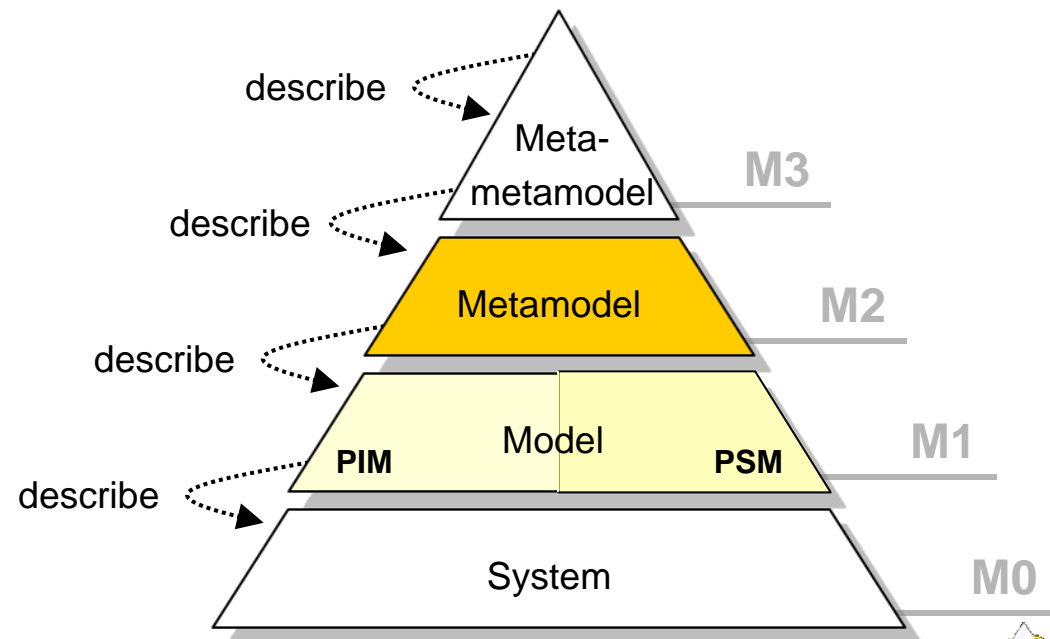 describe
Meta-
metamodel
M3
describe
Metamodel
M2
describe
Model
PIM
PSM
M1
describe
System
M0